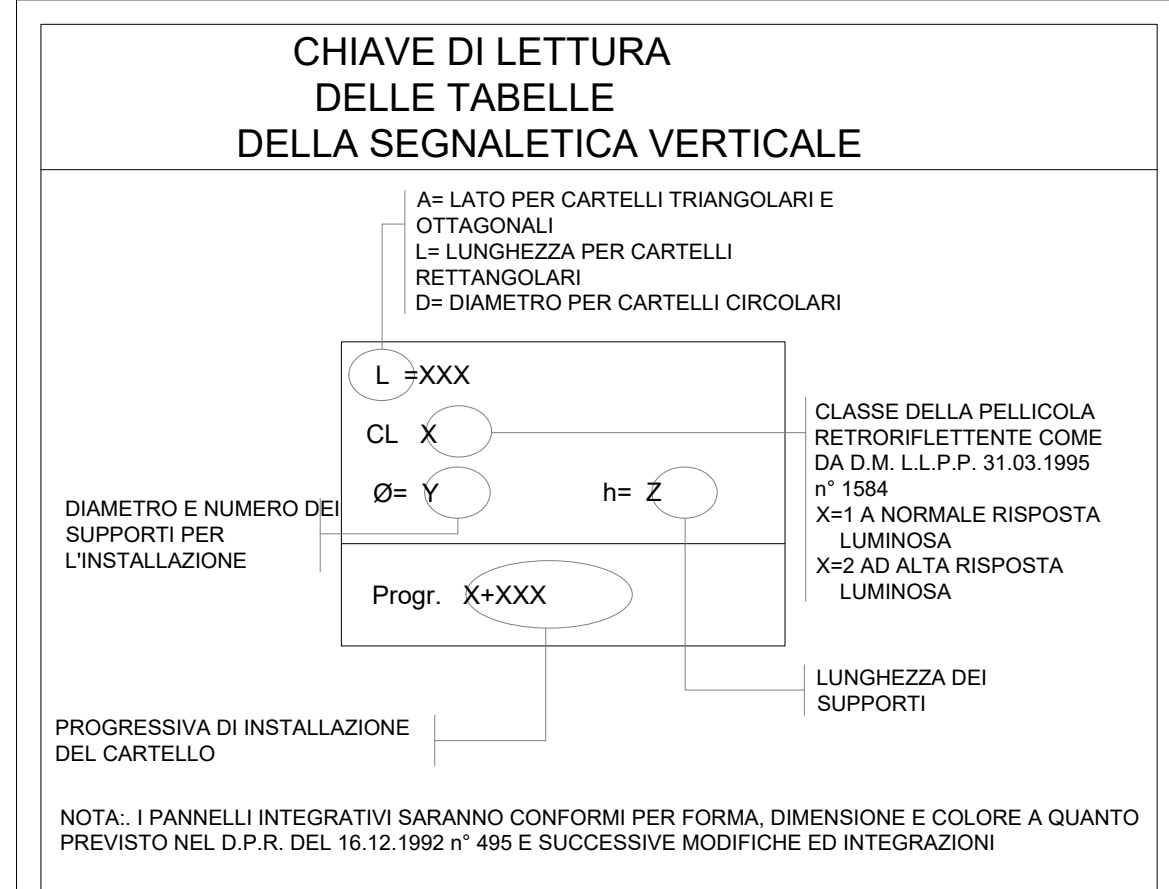 CHIAVE DI LETTURA
DELLE TABELLE
DELLA SEGNALETICA VERTICALE
A= LATO PER CARTELLI TRIANGOLARI E
OTTAGONALI
L= LUNGHEZZA PER CARTELLI
RETTANGOLARI
D= DIAMETRO PER CARTELLI CIRCOLARI
L =XXX
CL X
Ø= Y h= Z
Progr. X+XXX
CLASSE DELLA PELLICOLA
RETRORIFLETTENTE COME
DA D.M. L.L.P.P. 31.03.1995
n° 1584
X=1 A NORMALE RISPOSTA
LUMINOSA
X=2 AD ALTA RISPOSTA
LUMINOSA
DIAMETRO E NUMERO DEI
SUPPORTI PER
L'INSTALLAZIONE
LUNGHEZZA DEI
SUPPORTI
PROGRESSIVA DI INSTALLAZIONE
DEL CARTELLO
NOTA:. I PANNELLI INTEGRATIVI SARANNO CONFORMI PER FORMA, DIMENSIONE E COLORE A QUANTO
PREVISTO NEL D.P.R. DEL 16.12.1992 n° 495 E SUCCESSIVE MODIFICHE ED INTEGRAZIONI